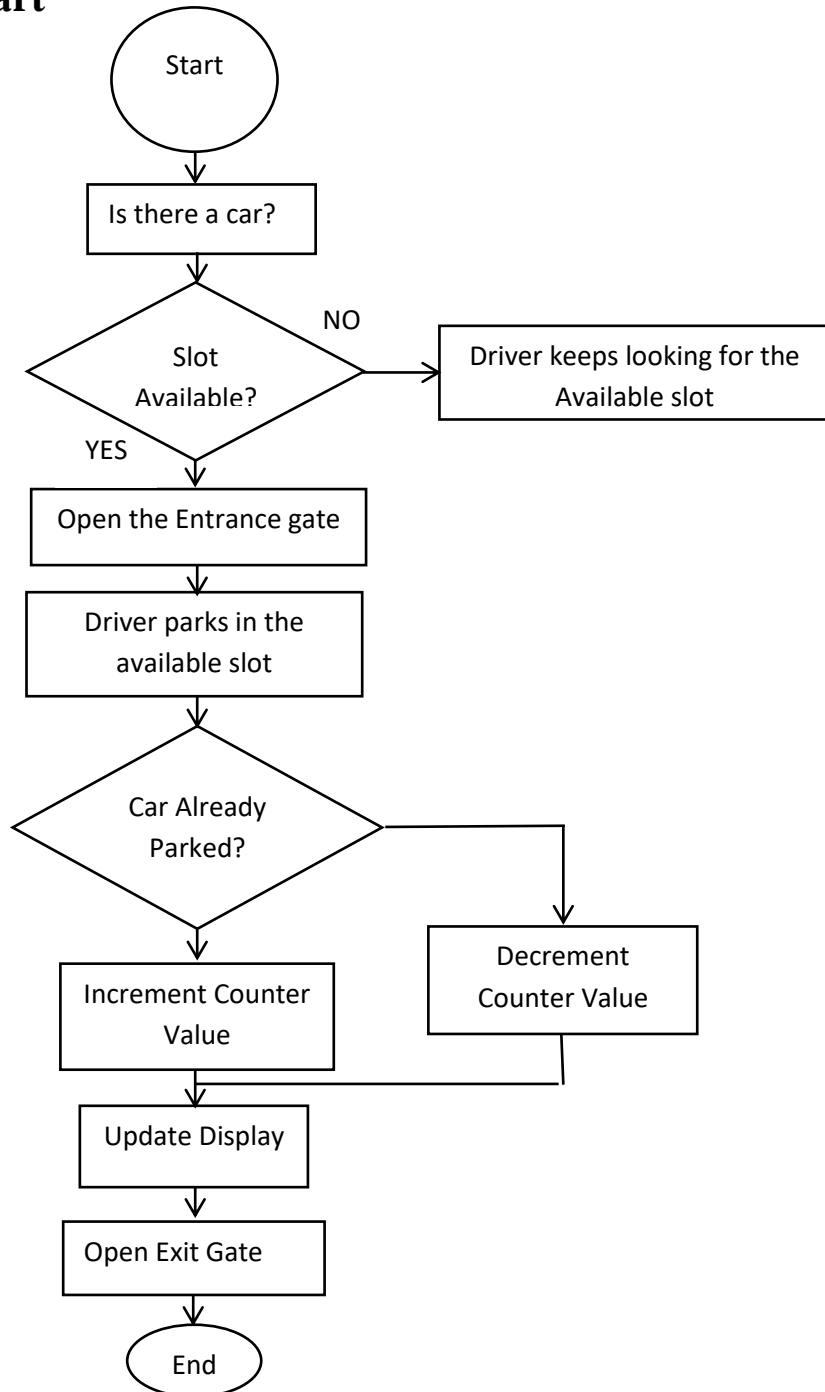 Start
Is there a car?
NO
Slot
Available?
Driver keeps looking for the
Available slot
YES
Open the Entrance gate
Driver parks in the
available slot
Car Already
Parked?
Decrement
Counter Value
Increment Counter
Value
Update Display
Open Exit Gate
End